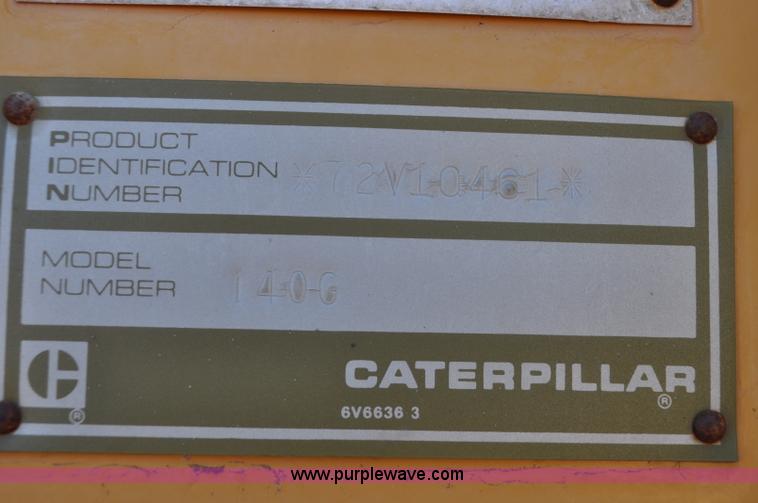 PRODUCT
IDENTIFICATION
NUMBER
*72V10461*
MODEL
NUMBER
140G
CATERPILLAR
®
®
6V6636 3
www.purplewave.com